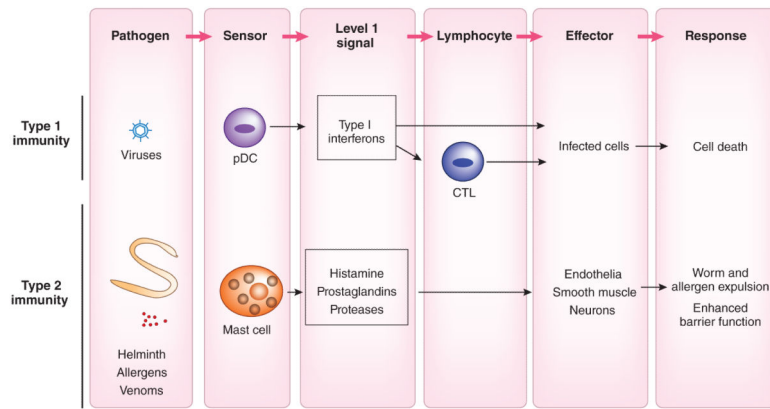 Pathogen
Sensor
Level 1
signal
Lymphocyte
Effector
Response
Type 1
immunity
Viruses
pDC
Type I
interferons
CTL
Infected cells
Cell death
Type 2
immunity
Helminth
Allergens
Venoms
Mast cell
Histamine
Prostaglandins
Proteases
Endothelia
Smooth muscle
Neurons
Worm and
allergen expulsion
Enhanced
barrier function